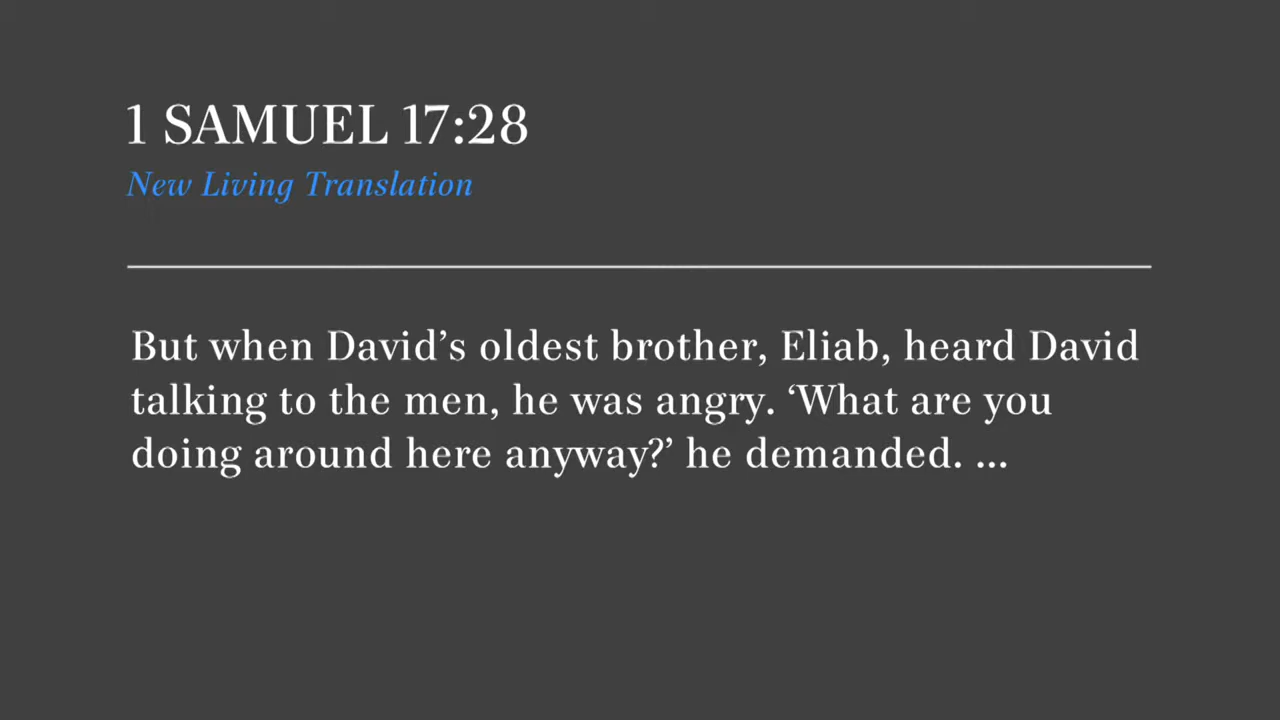 1 SAMUEL 17:28
New Living Translation
But when David’s oldest brother, Eliab, heard David
talking to the men, he was angry. ‘What are you
doing around here anyway?’ he demanded. ...